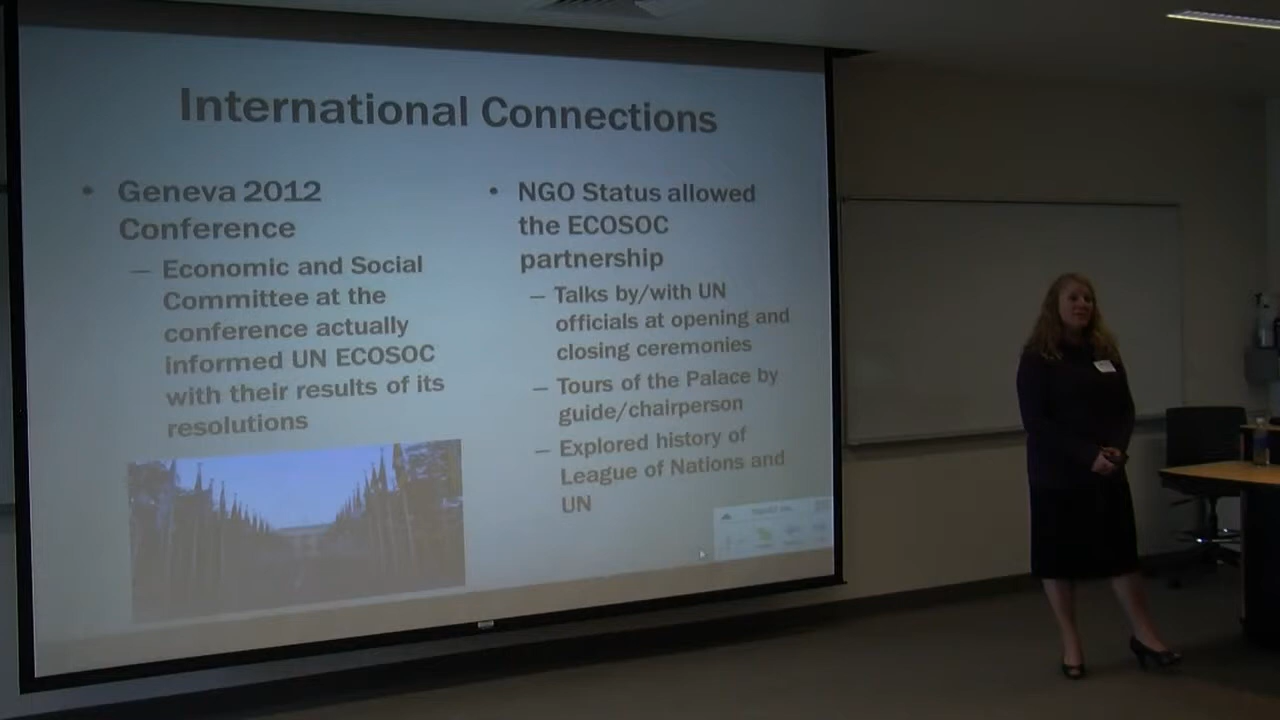 International Connections
• Geneva 2012
Conference
— Economic and Social
Committee at the
conference actually
informed UN ECOSOC
with their results of its
resolutions
• NGO Status allowed
the ECOSOC
partnership
— Talks by/with UN
officials at opening and
closing ceremonies
— Tours of the Palace by
guide/chairperson
— Explored history of
League of Nations and
UN